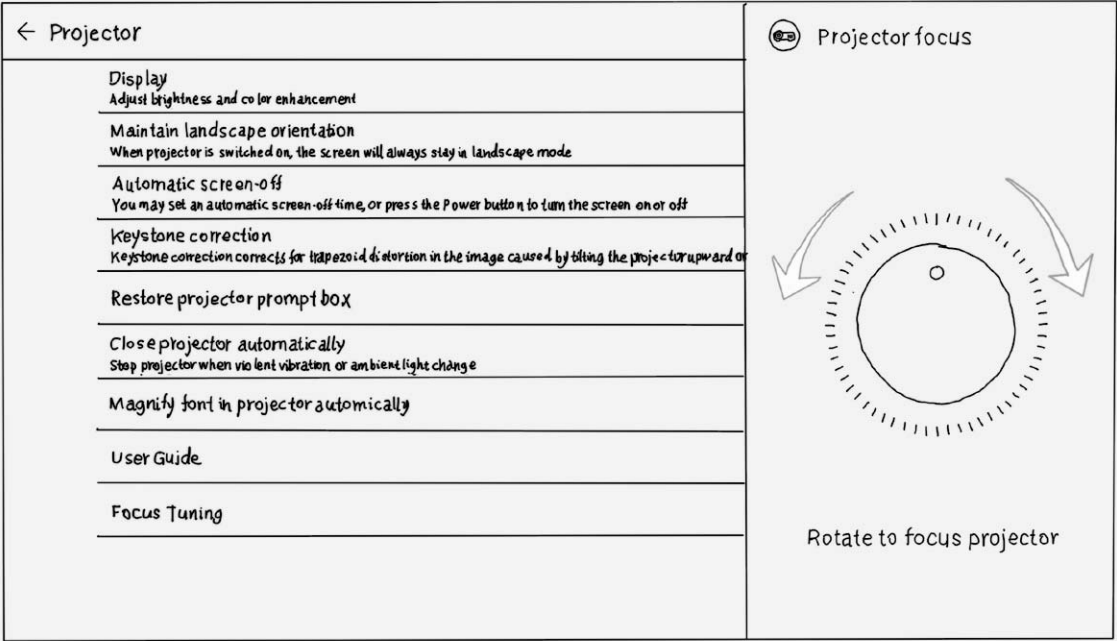 ← Projector
Display
Adjust brightness and color enhancement
Maintain landscape orientation
When projector is switched on, the screen will always stay in landscape mode
Automatic screen-off
You may set an automatic screen-off time, or press the Power button to turn the screen on or off
Keystone correction
Keystone correction corrects for trapezoid distortion in the image caused by tilting the projector upward or
Restore projector prompt box
Close projector automatically
Stop projector when violent vibration or ambient light change
Magnify font in projector automically
User Guide
Focus Tuning
Projector focus
Rotate to focus projector